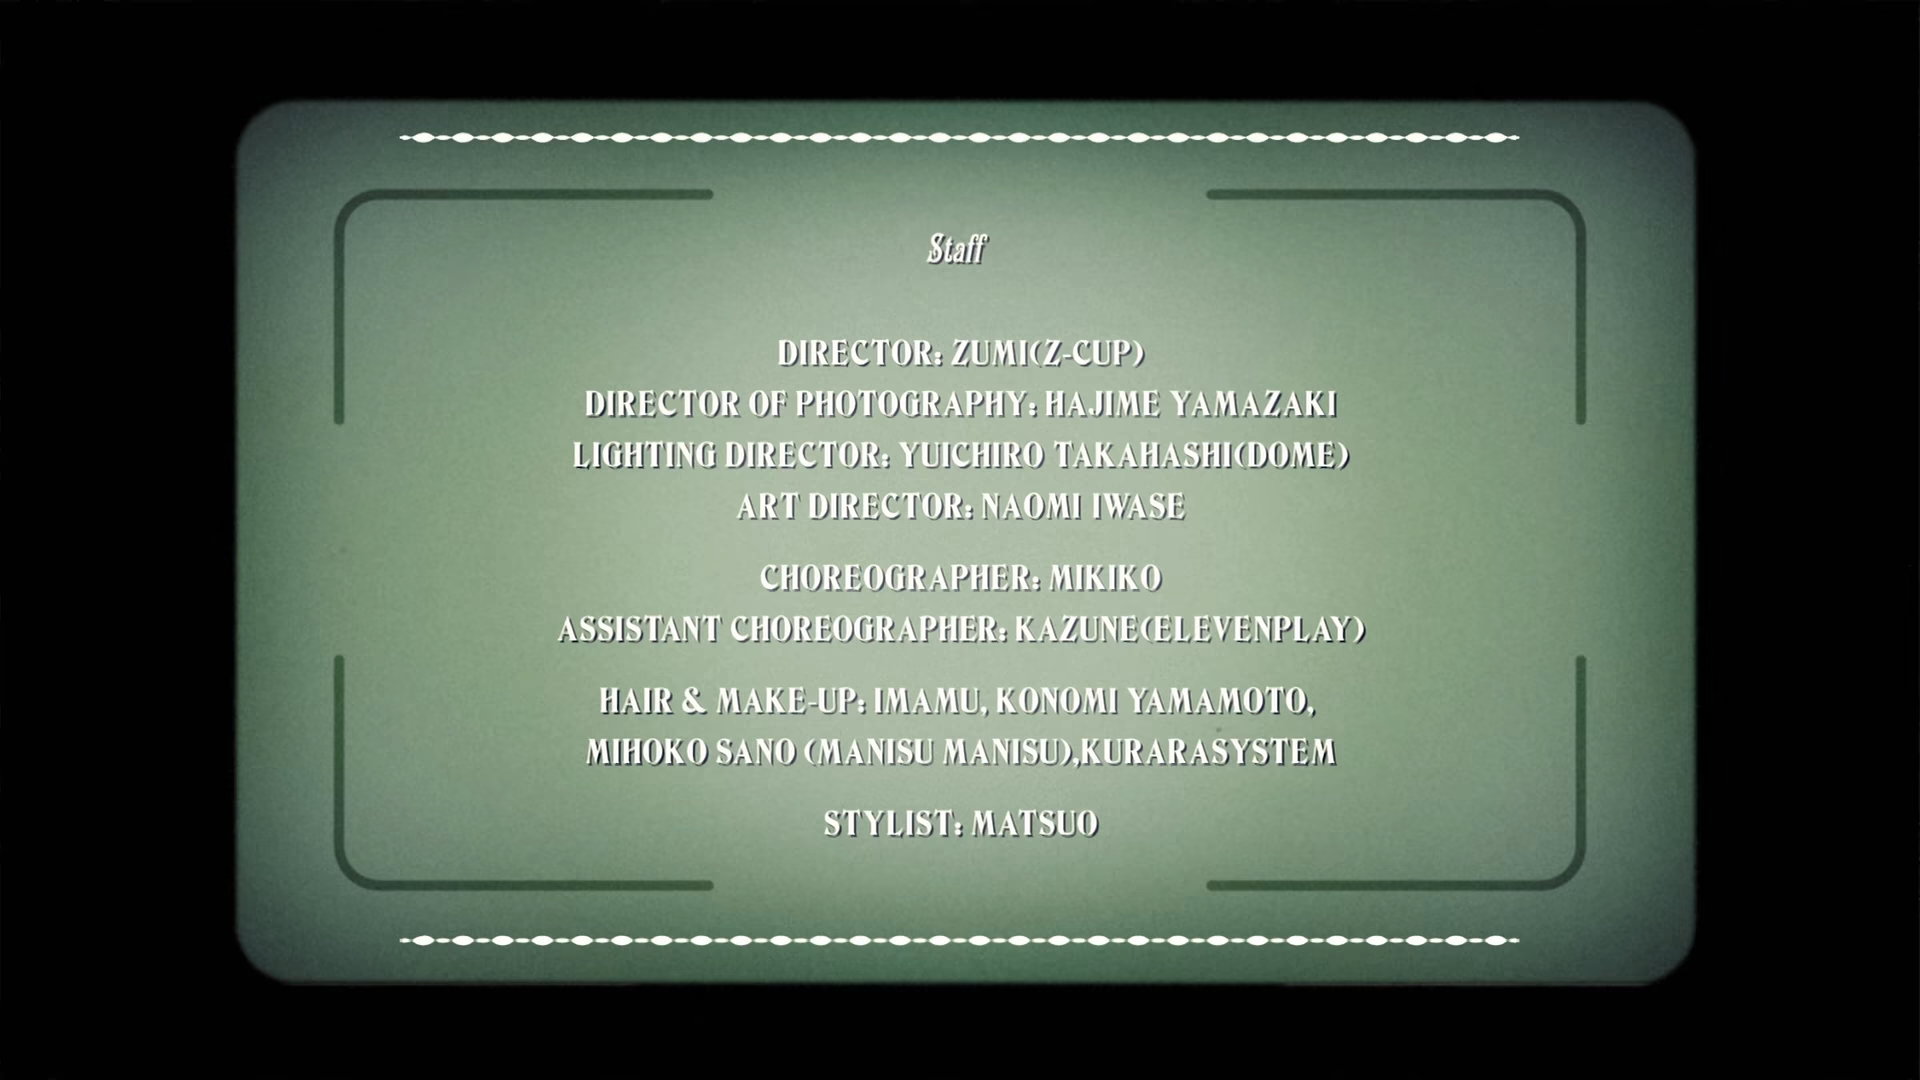 Staff
DIRECTOR: ZUMI(Z-CUP)
DIRECTOR OF PHOTOGRAPHY: HAJIME YAMAZAKI
LIGHTING DIRECTOR: YUICHIRO TAKAHASHI(DOME)
ART DIRECTOR: NAOMI IWASE
CHOREOGRAPHER: MIKIKO
ASSISTANT CHOREOGRAPHER: KAZUNE(ELEVENPLAY)
HAIR & MAKE-UP: IMAMU, KONOMI YAMAMOTO,
MIHOKO SANO (MANISU MANISU),KURARASYSTEM
STYLIST: MATSUO